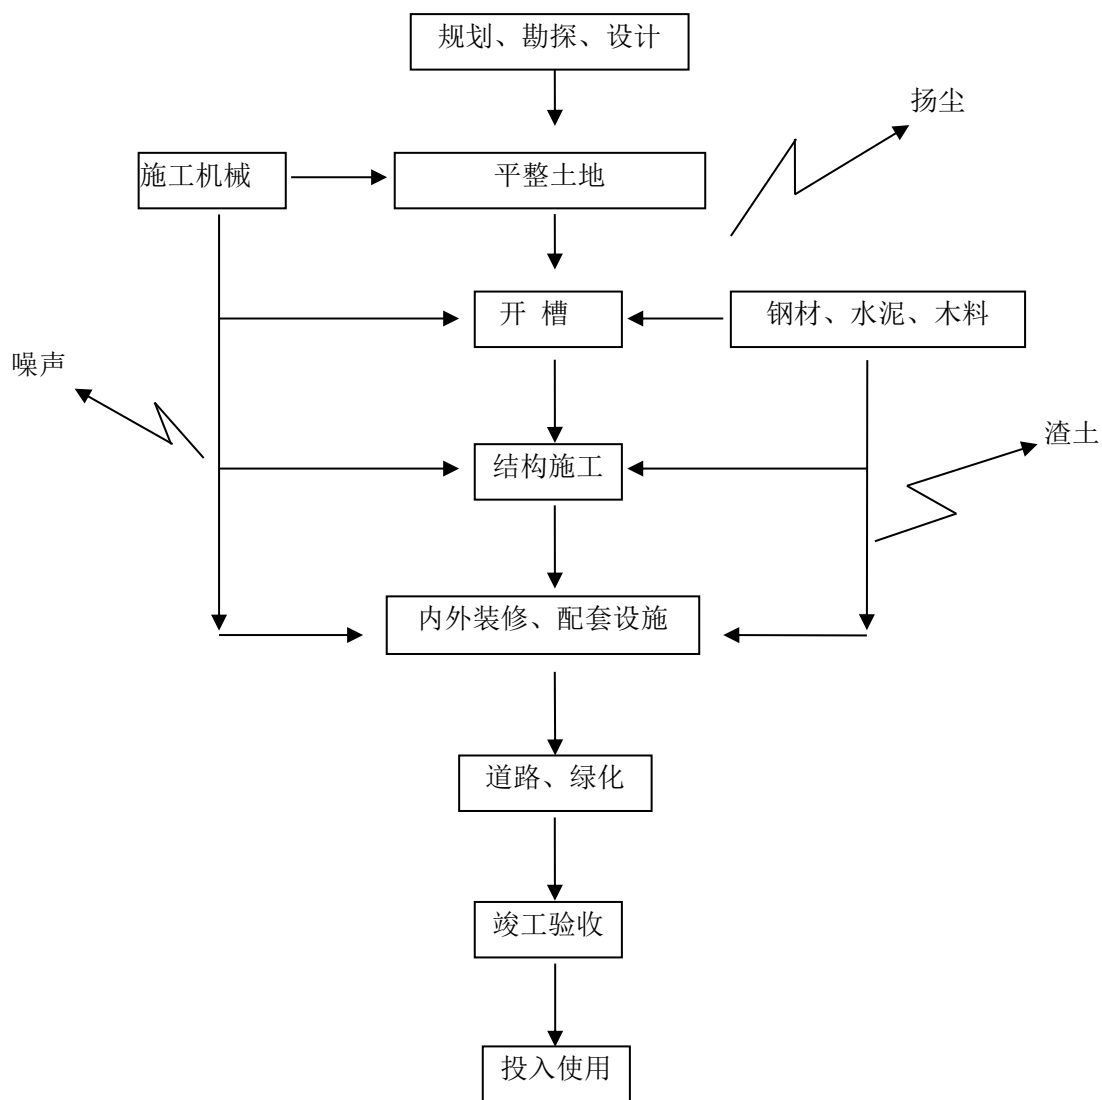 规划、勘探、设计
扬尘
施工机械
平整土地
开 槽
钢材、水泥、木料
噪声
渣土
结构施工
内外装修、配套设施
道路、绿化
竣工验收
投入使用